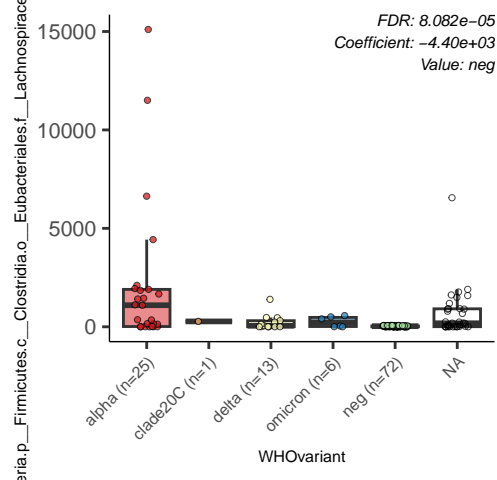 eria.p__Firmicutes.c__Clostridia.o__Eubacteriales.f__Lachnospirace
15000
10000
5000
0
FDR: 8.082e−05
Coefficient: −4.40e+03
Value: neg
alpha (n=25)
clade20C (n=1)
delta (n=13)
omicron (n=6)
neg (n=72)
NA
WHOvariant